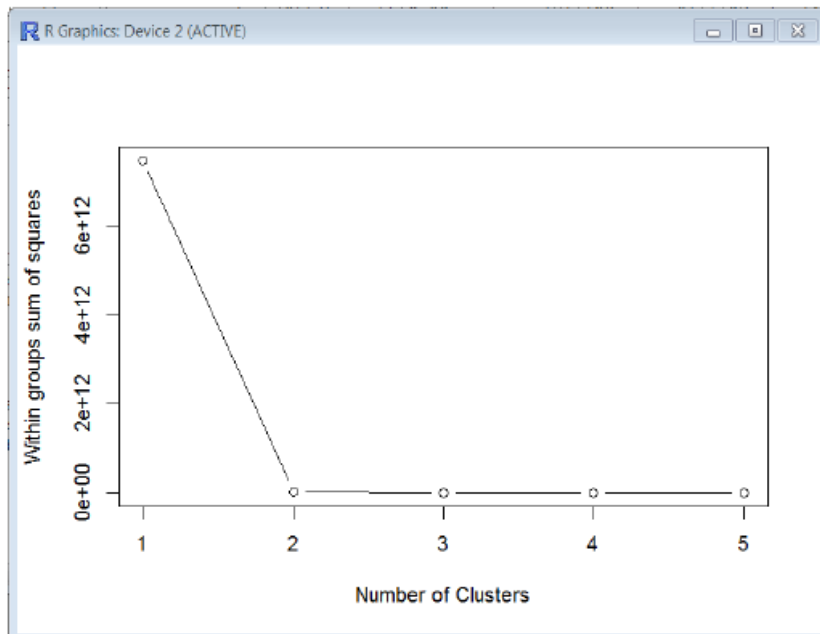 R Graphics: Device 2 (ACTIVE)
Within groups sum of squares
6e+12
4e+12
2e+12
0e+00
1 2 3 4 5
Number of Clusters